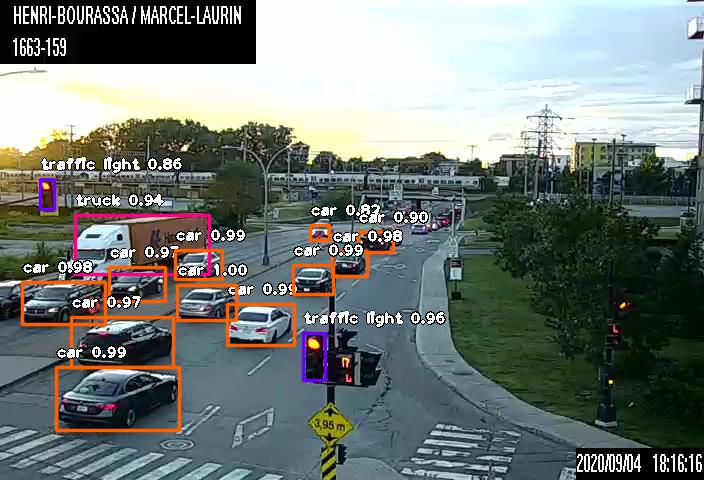 HENRI-BOURASSA / MARCEL-LAURIN
1663-159
traffic light 0.86
truck 0.94
car 0.82
car 0.90
car 0.99
car 0.98
car 0.99
car 0.98
car 0.97
car 1.00
car 0.97
car 0.99
traffic light 0.96
car 0.99
3,95 m
2020/09/04 18:16:16